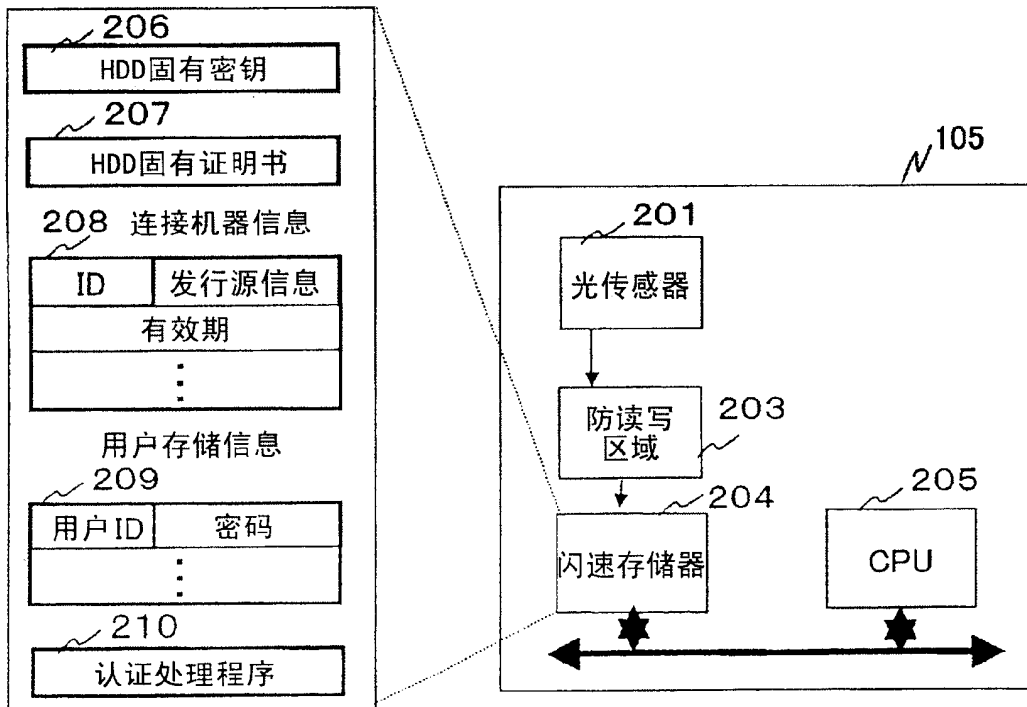 206
HDD固有密钥
207
HDD固有证明书
208 连接机器信息
ID 发行源信息
有效期
用户存储信息
209
用户ID 密码
210
认证处理程序
105
201
光传感器
防读写
区域
203
204
闪速存储器
205
CPU